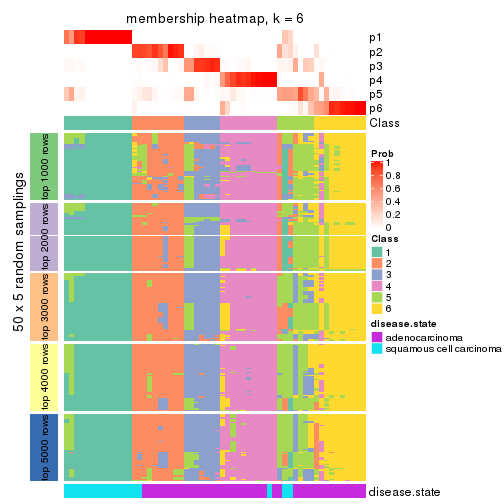 membership heatmap, k = 6
p1
p2
p3
p4
p5
p6
Class
50 x 5 random samplings
top 1000 rows
top 2000 rows
top 3000 rows
top 4000 rows
top 5000 rows
Prob
1
0.8
0.6
0.4
0.2
0
Class
1
2
3
4
5
6
disease.state
adenocarcinoma
squamous cell carcinoma
disease.state